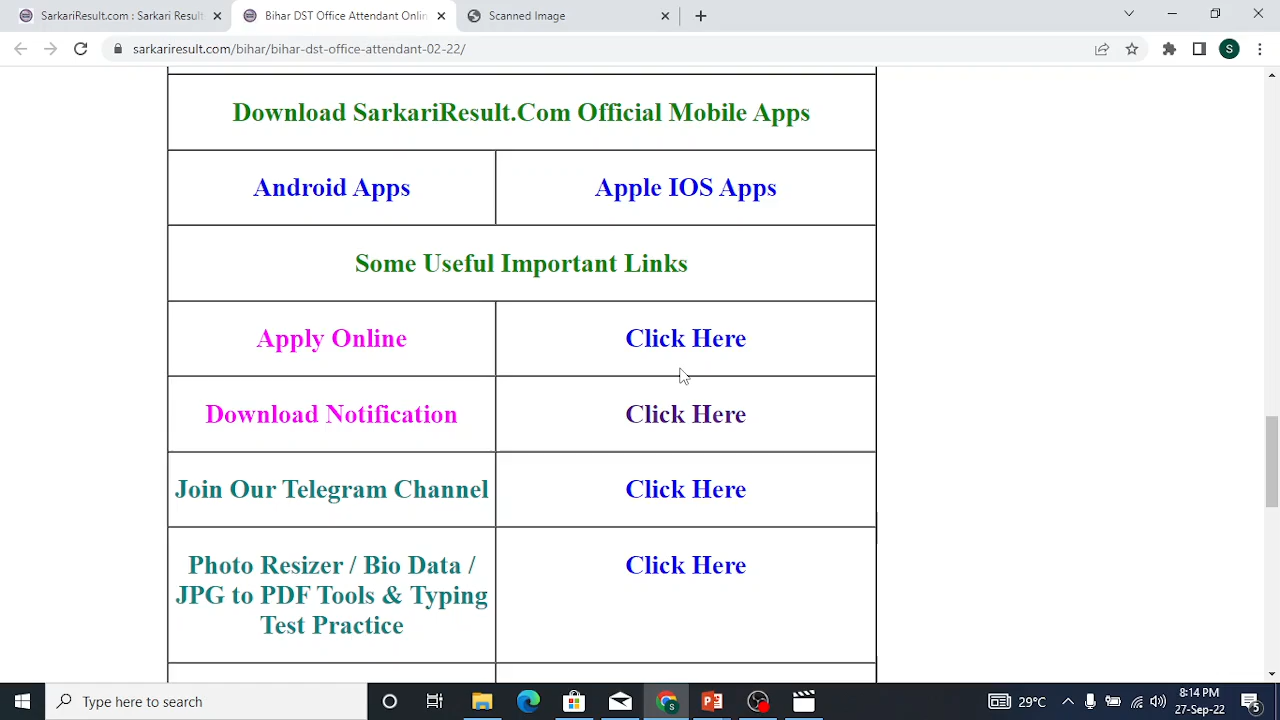 SarkariResult.com : Sarkari Result
Bihar DST Office Attendant Onlin
Scanned Image
sarkariresult.com/bihar/bihar-dst-office-attendant-02-22/
S
Download SarkariResult.Com Official Mobile Apps
Android Apps
Apple IOS Apps
Some Useful Important Links
Apply Online
Click Here
Download Notification
Click Here
Join Our Telegram Channel
Click Here
Photo Resizer / Bio Data /
JPG to PDF Tools & Typing
Test Practice
Click Here
Type here to search
29°C
8:14 PM
27-Sep-22
5